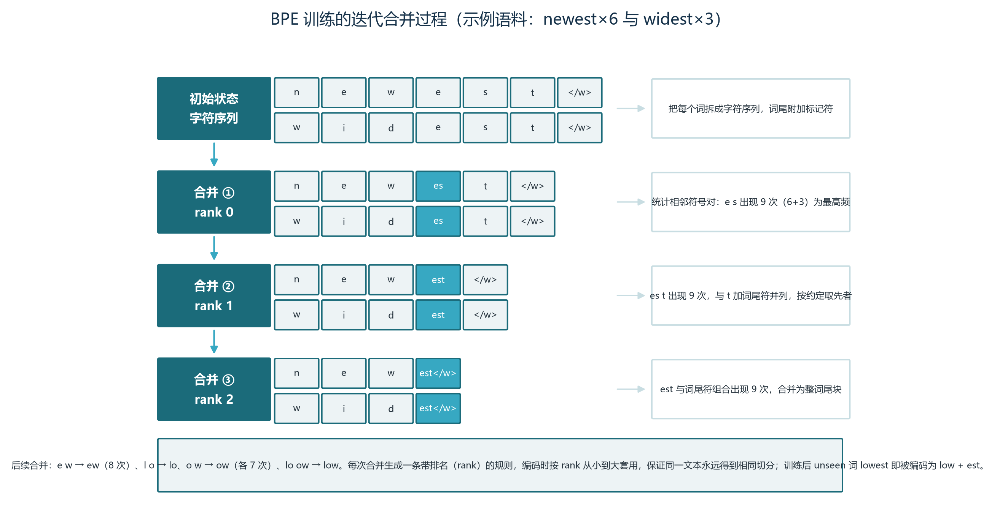 BPE 训练的迭代合并过程（示例语料：newest×6 与 widest×3）
初始状态
字符序列
n e w e s t </w>
w i d e s t </w>
把每个词拆成字符序列，词尾附加标记符
合并 ①
rank 0
n e w es t </w>
w i d es t </w>
统计相邻符号对：e s 出现 9 次（6+3）为最高频
合并 ②
rank 1
n e w est </w>
w i d est </w>
es t 出现 9 次，与 t 加词尾符并列，按约定取先者
合并 ③
rank 2
n e w est</w>
w i d est</w>
est 与词尾符组合出现 9 次，合并为整词尾块
后续合并：e w → ew（8 次）、l o → lo、o w → ow（各 7 次）、lo ow → low。每次合并生成一条带排名（rank）的规则，编码时按 rank 从小到大套用，保证同一文本永远得到相同切分；训练后 unseen 词 lowest 即被编码为 low + est。